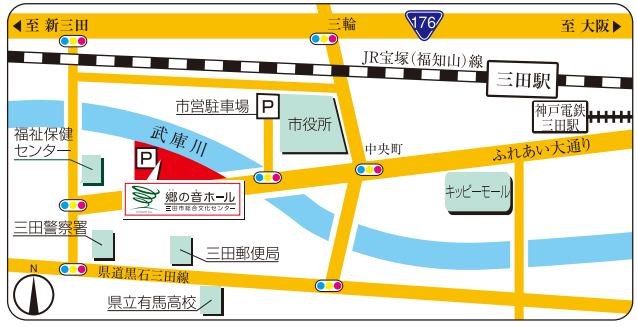 至 新三田
三輪
176
至 大阪
JR宝塚(福知山)線
三田駅
神戸電鉄
三田駅
市営駐車場
P
市役所
福祉保健
センター
武庫川
中央町
ふれあい大通り
P
郷の音ホール
三田市総合文化センター
キッピーモール
三田警察署
三田郵便局
県道黒石三田線
N
県立有馬高校